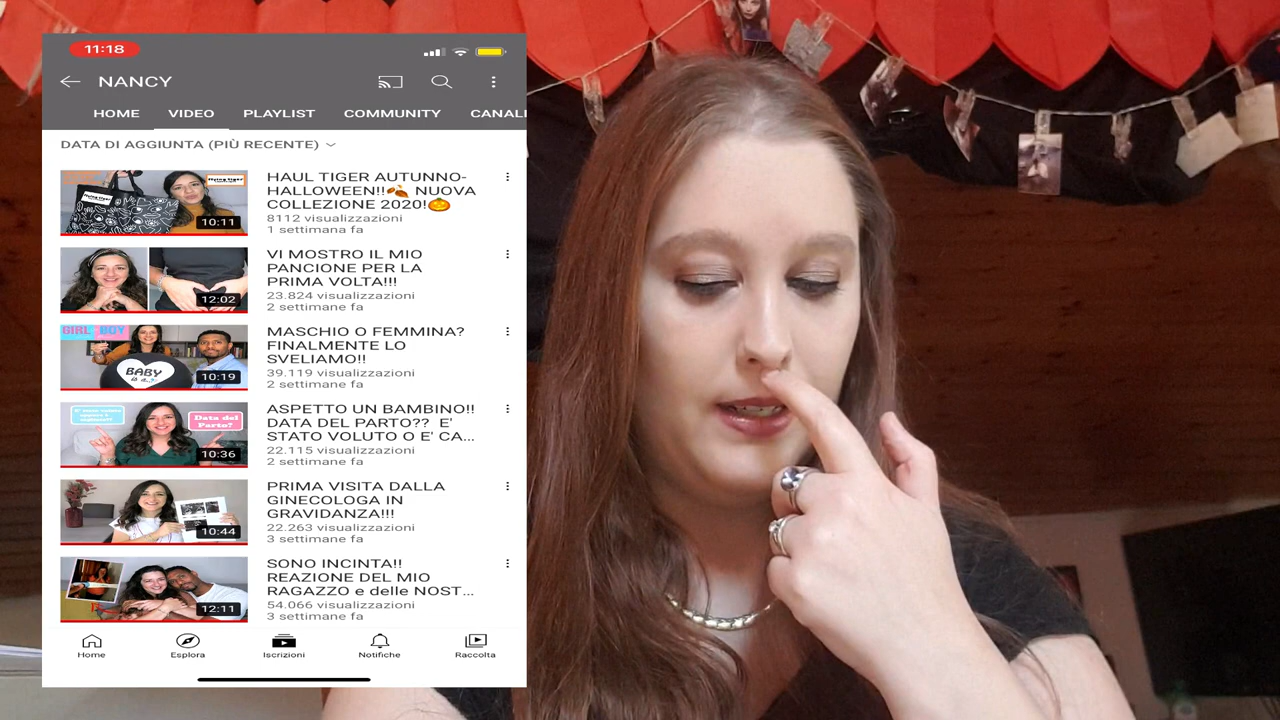 11:18
NANCY
HOME VIDEO PLAYLIST COMMUNITY CANALI
DATA DI AGGIUNTA (PIÙ RECENTE)
flying tiger
10:11
HAUL TIGER AUTUNNO-
HALLOWEEN!!🍂 NUOVA
COLLEZIONE 2020!🎃
8112 visualizzazioni
1 settimana fa
12:02
VI MOSTRO IL MIO
PANCIONE PER LA
PRIMA VOLTA!!!
23.824 visualizzazioni
2 settimane fa
GIRL BOY
BABY
is a...
10:19
MASCHIO O FEMMINA?
FINALMENTE LO
SVELIAMO!!
39.119 visualizzazioni
2 settimane fa
Data del
Parto?
10:36
ASPETTO UN BAMBINO!!
DATA DEL PARTO?? E'
STATO VOLUTO O E' CA...
22.115 visualizzazioni
2 settimane fa
10:44
PRIMA VISITA DALLA
GINECOLOGA IN
GRAVIDANZA!!!
22.263 visualizzazioni
3 settimane fa
12:11
SONO INCINTA!!
REAZIONE DEL MIO
RAGAZZO e delle NOST...
54.066 visualizzazioni
3 settimane fa
Home Esplora Iscrizioni Notifiche Raccolta